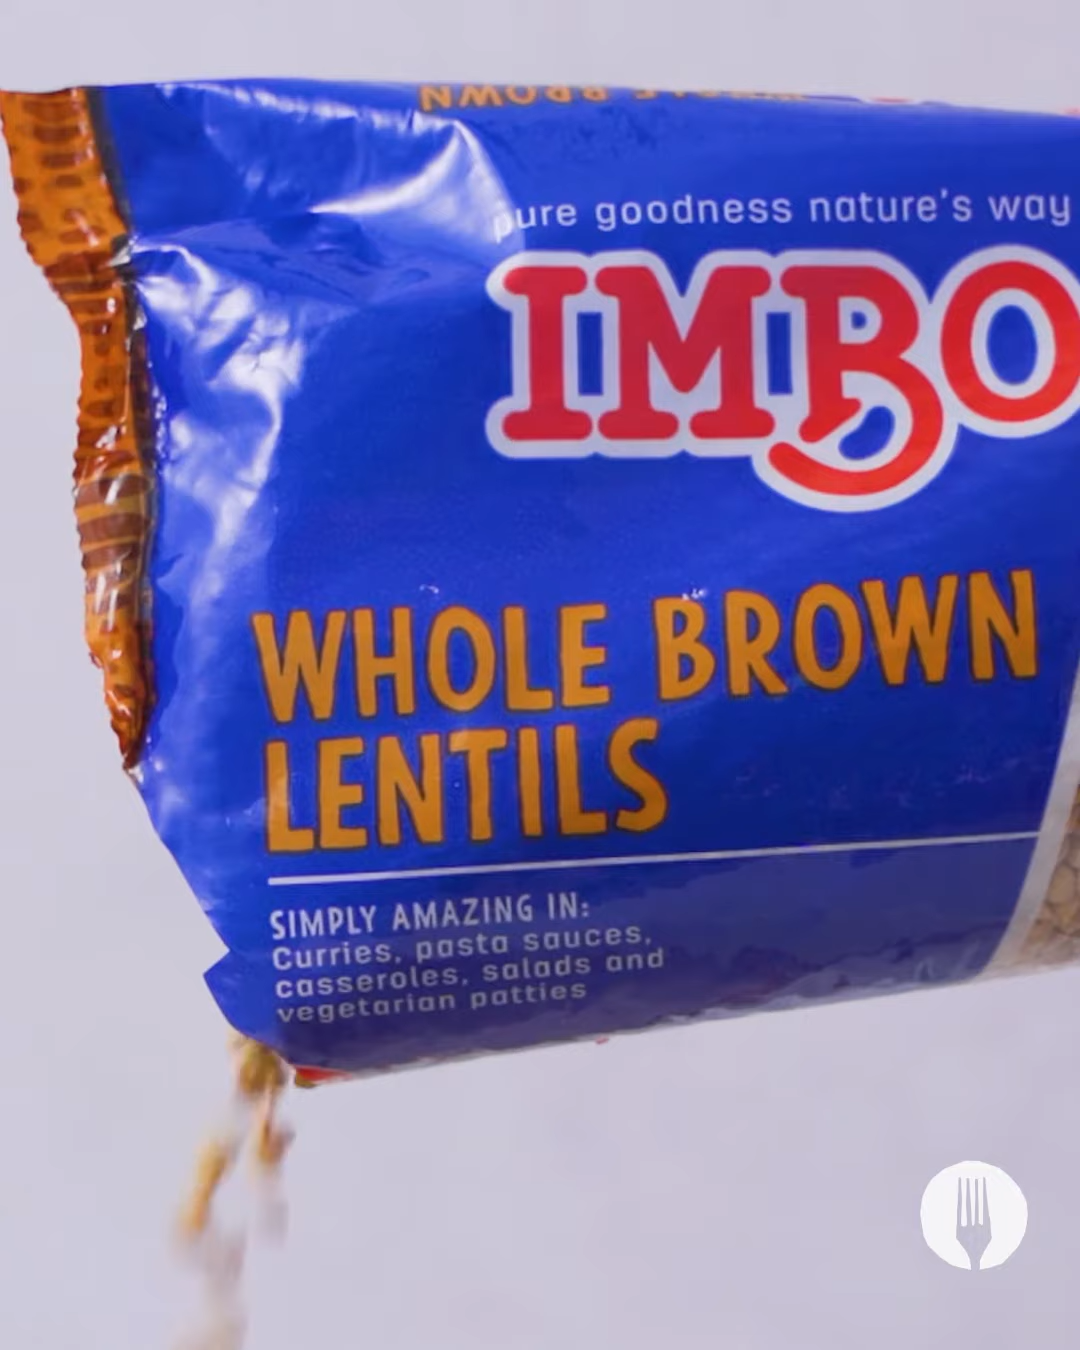 pure goodness nature's way
IMBO
WHOLE BROWN
LENTILS
SIMPLY AMAZING IN:
Curries, pasta sauces,
casseroles, salads and
vegetarian patties